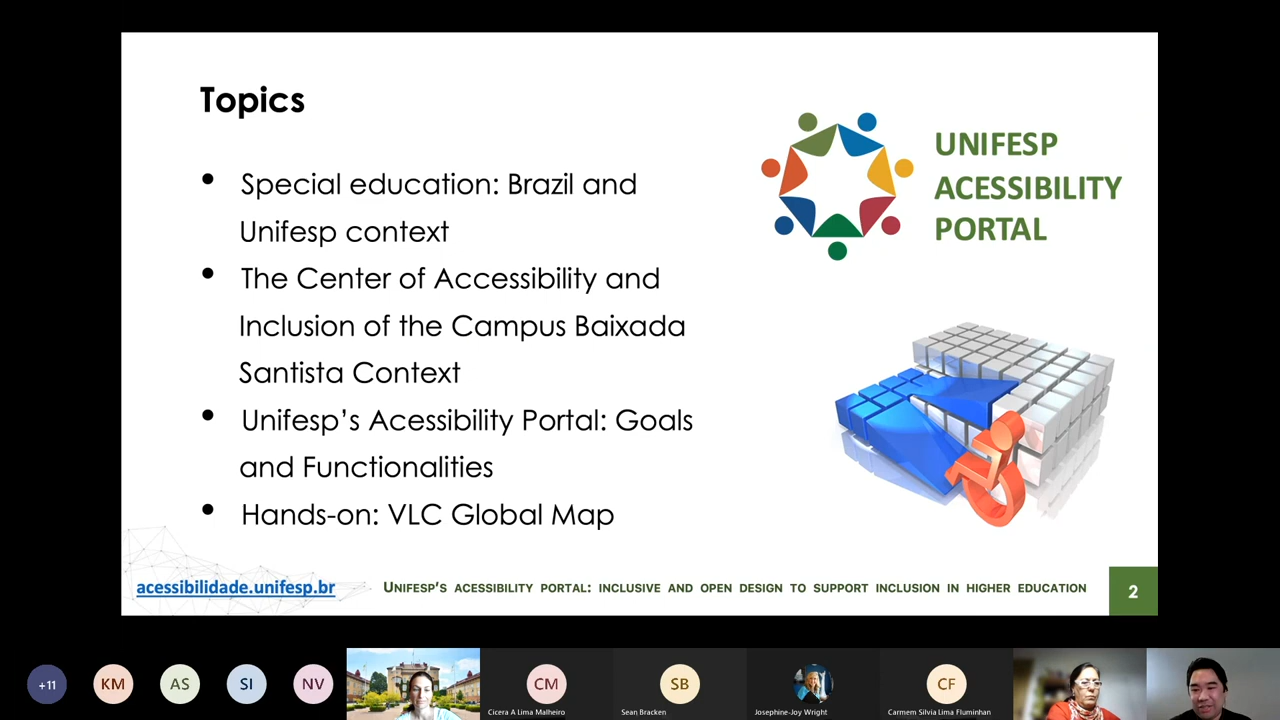 Topics
UNIFESP
ACESSIBILITY
PORTAL
• Special education: Brazil and
Unifesp context
• The Center of Accessibility and
Inclusion of the Campus Baixada
Santista Context
• Unifesp’s Acessibility Portal: Goals
and Functionalities
• Hands-on: VLC Global Map
acessibilidade.unifesp.br
UNIFESP’S ACESSIBILITY PORTAL: INCLUSIVE AND OPEN DESIGN TO SUPPORT INCLUSION IN HIGHER EDUCATION
2
+11
KM
AS
SI
NV
CM
Cicera A Lima Malheiro
SB
Sean Bracken
Josephine-Joy Wright
CF
Carmem Silvia Lima Fluminhan